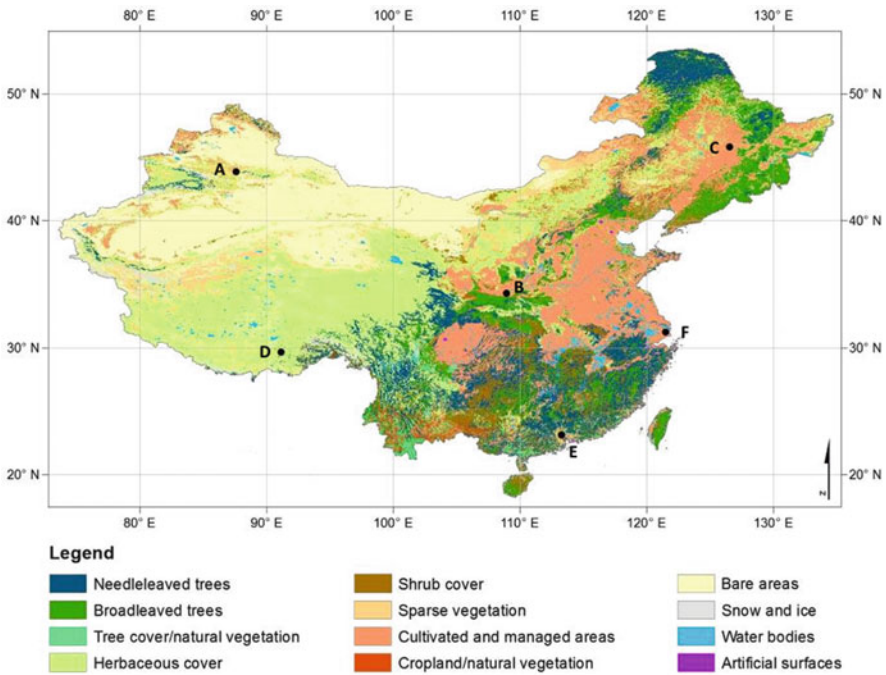 80° E 90° E 100° E 110° E 120° E 130° E
50° N 50° N
C
A
40° N 40° N
B
F
30° N D 30° N
E
20° N 20° N
N
80° E 90° E 100° E 110° E 120° E 130° E
Legend
Needleleaved trees Shrub cover Bare areas
Broadleaved trees Sparse vegetation Snow and ice
Tree cover/natural vegetation Cultivated and managed areas Water bodies
Herbaceous cover Cropland/natural vegetation Artificial surfaces